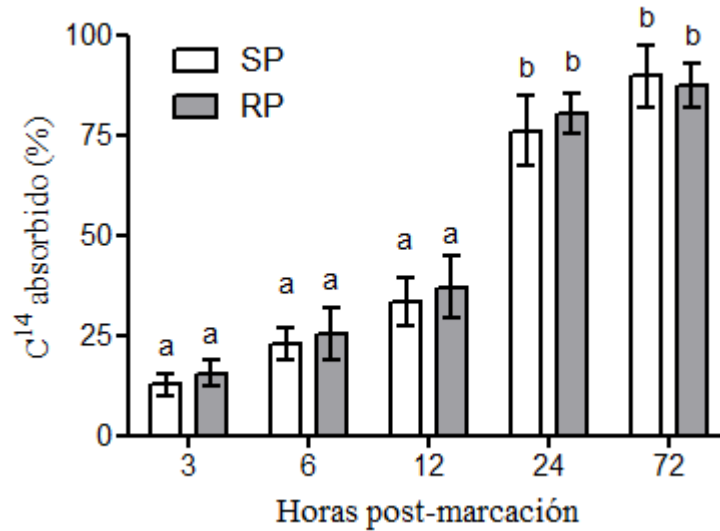 100
75
50
25
0
C¹⁴ absorbido (%)
SP
RP
a a
a a
a a
b b
b b
3 6 12 24 72
Horas post-marcación